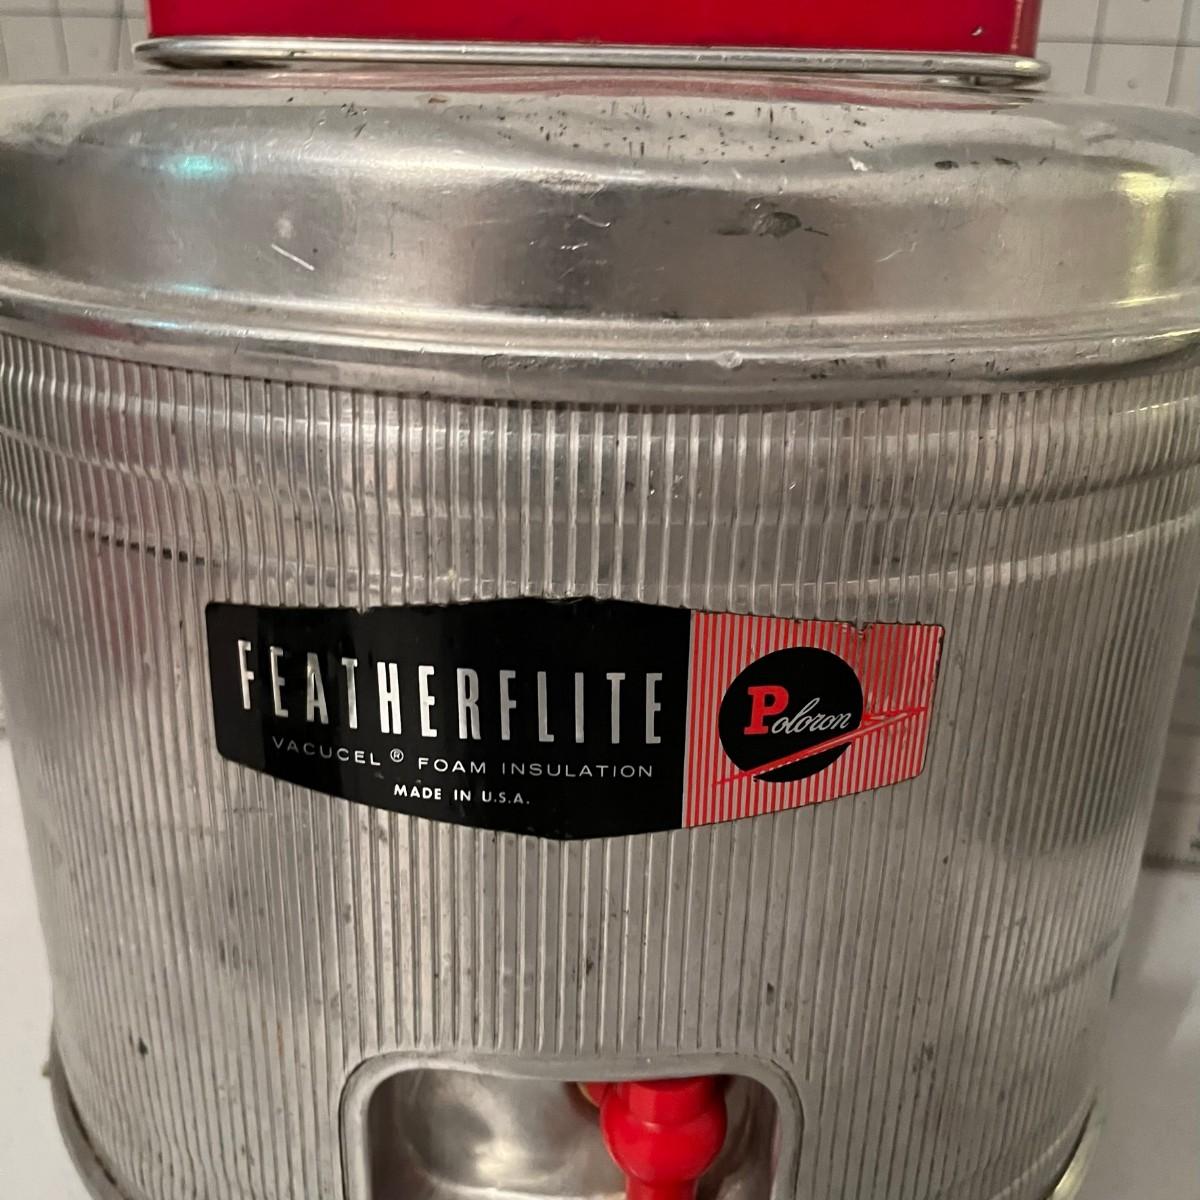 FEATHERFLITE
VACUCEL® FOAM INSULATION
MADE IN U.S.A.
Poloron